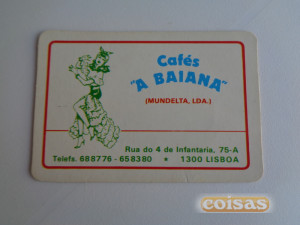 Cafés
"A BAIANA"
(MUNDELTA, LDA.)
Rua do 4 de Infantaria, 75-A
Telefs. 688776 - 658380 • 1300 LISBOA
coisas